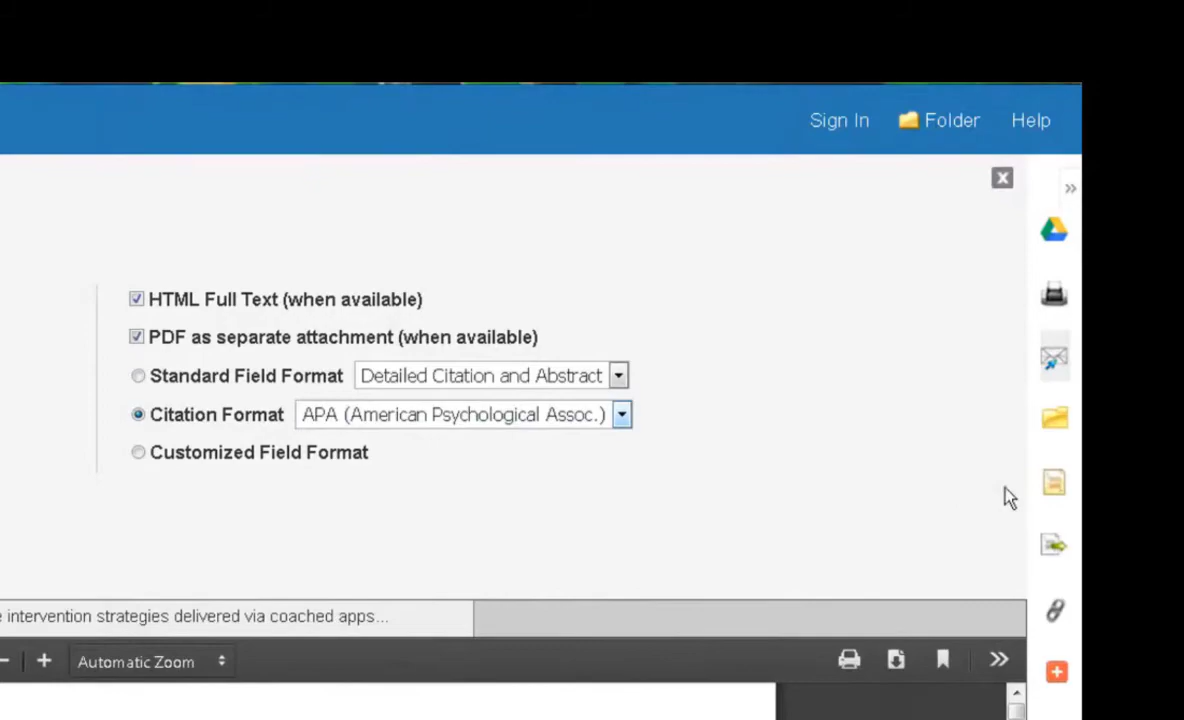 Sign In Folder Help
HTML Full Text (when available)
PDF as separate attachment (when available)
Standard Field Format Detailed Citation and Abstract
Citation Format APA (American Psychological Assoc.)
Customized Field Format
intervention strategies delivered via coached apps...
Automatic Zoom